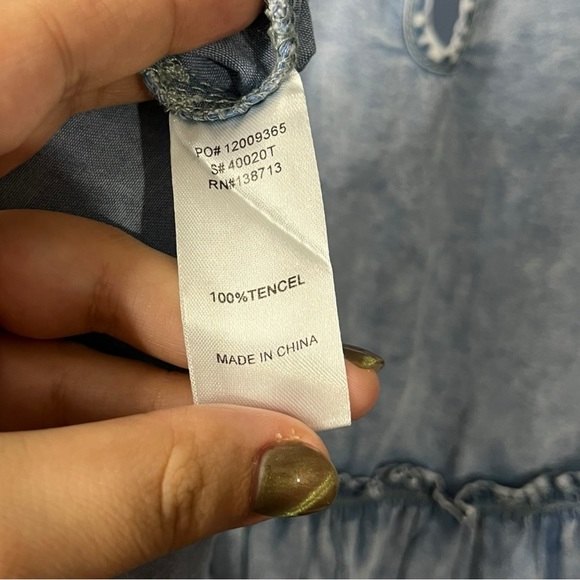 PO# 12009365
S# 40020T
RN#138713
100%TENCEL
MADE IN CHINA